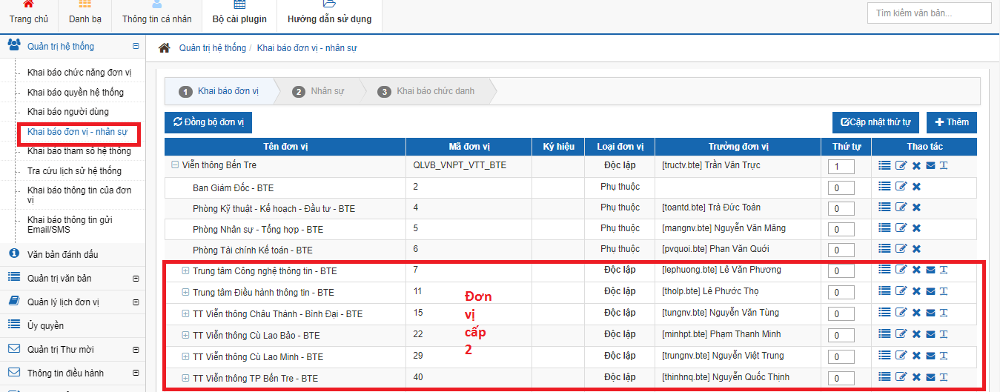 Trang chủ Danh bạ Thông tin cá nhân Bộ cài plugin Hướng dẫn sử dụng Tìm kiếm văn bản...
Quản trị hệ thống
Khai báo chức năng đơn vị
Khai báo quyền hệ thống
Khai báo người dùng
Khai báo đơn vị - nhân sự
Khai báo tham số hệ thống
Tra cứu lịch sử hệ thống
Khai báo thông tin của đơn
vị
Khai báo thông tin gửi
Email/SMS
Văn bản đánh dấu
Quản trị văn bản
Quản lý lịch đơn vị
Ủy quyền
Quản trị Thư mời
Thông tin điều hành
Quản trị hệ thống / Khai báo đơn vị - nhân sự
1 Khai báo đơn vị 2 Nhân sự 3 Khai báo chức danh
Đồng bộ đơn vị Cập nhật thứ tự Thêm
Tên đơn vị Mã đơn vị Ký hiệu Loại đơn vị Trưởng đơn vị Thứ tự Thao tác
Viễn thông Bến Tre QLVB_VNPT_VTT_BTE Độc lập [tructv.bte] Trần Văn Trực 1
Ban Giám Đốc - BTE 2 Phụ thuộc 0
Phòng Kỹ thuật - Kế hoạch - Đầu tư - BTE 4 Phụ thuộc [toantd.bte] Trà Đức Toàn 0
Phòng Nhân sự - Tổng hợp - BTE 5 Phụ thuộc [mangnv.bte] Nguyễn Văn Măng 0
Phòng Tài chính Kế toán - BTE 6 Phụ thuộc [pvquoi.bte] Phan Văn Quới 0
Trung tâm Công nghệ thông tin - BTE 7 Độc lập [lephuong.bte] Lê Văn Phương 0
Trung tâm Điều hành thông tin - BTE 11 Độc lập [tholp.bte] Lê Phước Thọ 0
TT Viễn thông Châu Thành - Bình Đại - BTE 15 Độc lập [tungnv.bte] Nguyễn Văn Tùng 0
TT Viễn thông Cù Lao Bảo - BTE 22 Độc lập [minhpt.bte] Phạm Thanh Minh 0
TT Viễn thông Cù Lao Minh - BTE 29 Độc lập [trungnv.bte] Nguyễn Việt Trung 0
TT Viễn thông TP Bến Tre - BTE 40 Độc lập [thinhnq.bte] Nguyễn Quốc Thịnh 0
Đơn
vị
cấp
2